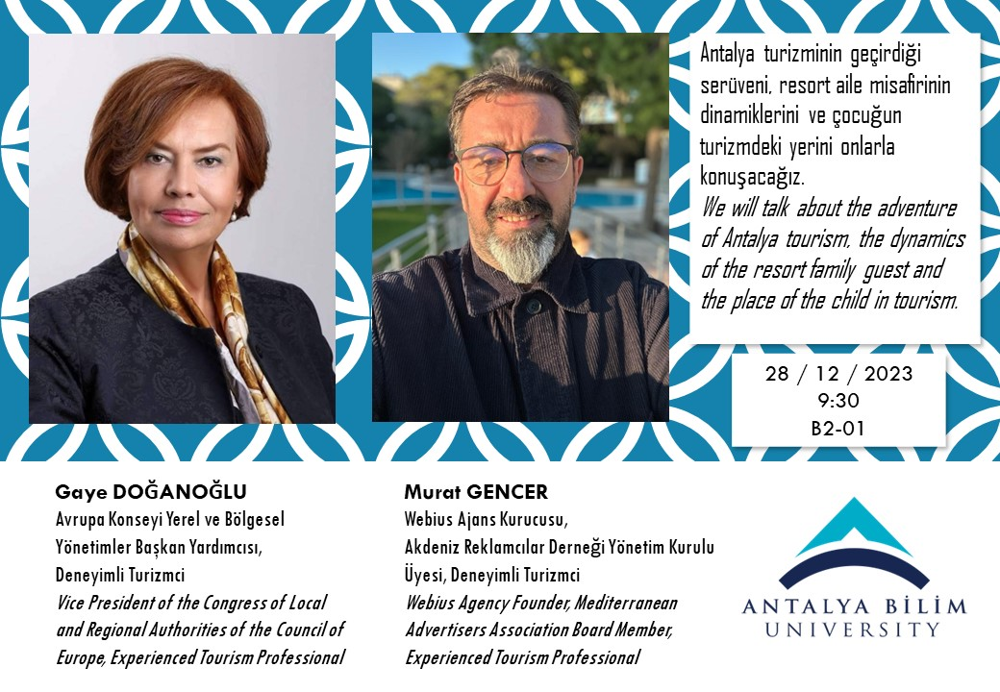 Antalya turizminin geçirdiği
serüveni, resort aile misafirinin
dinamiklerini ve çocuğun
turizmdeki yerini onlarla
konuşacağız.
We will talk about the adventure
of Antalya tourism, the dynamics
of the resort family guest and
the place of the child in tourism.
28 / 12 / 2023
9:30
B2-01
Gaye DOĞANOĞLU
Avrupa Konseyi Yerel ve Bölgesel
Yönetimler Başkan Yardımcısı,
Deneyimli Turizmci
Vice President of the Congress of Local
and Regional Authorities of the Council of
Europe, Experienced Tourism Professional
Murat GENCER
Webius Ajans Kurucusu,
Akdeniz Reklamcılar Derneği Yönetim Kurulu
Üyesi, Deneyimli Turizmci
Webius Agency Founder, Mediterranean
Advertisers Association Board Member,
Experienced Tourism Professional
ANTALYA BİLİM
UNIVERSITY